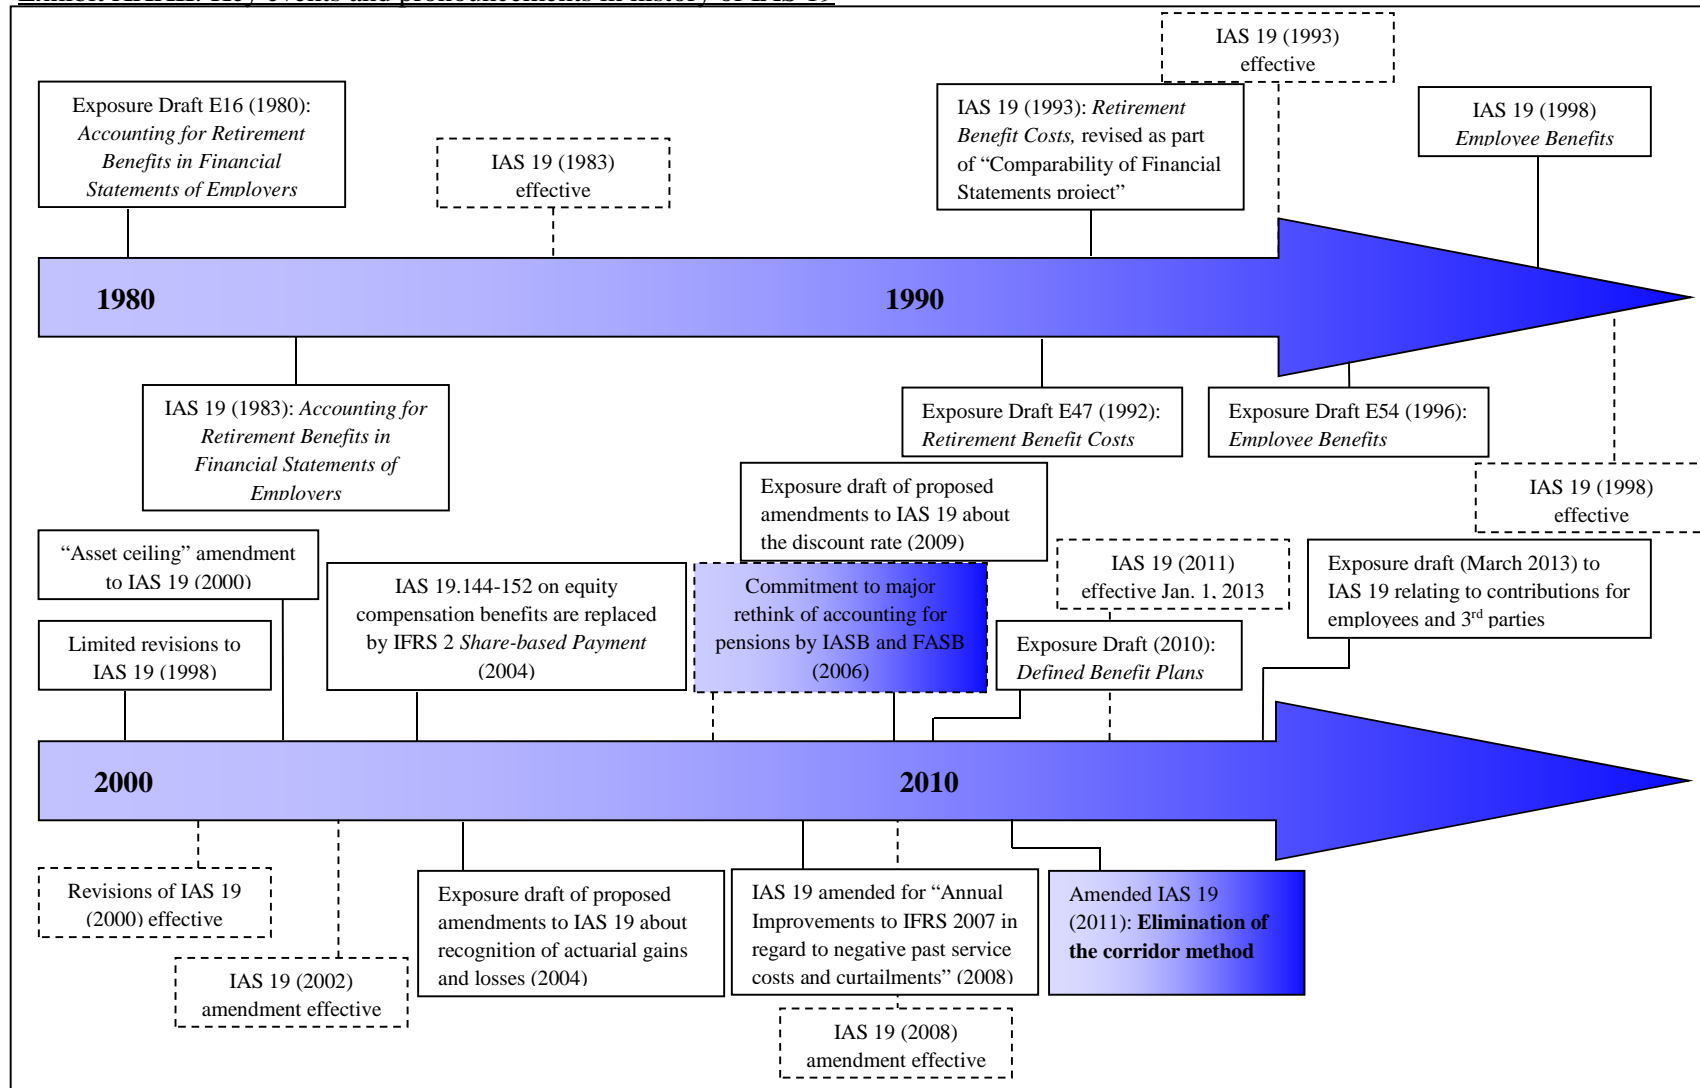 IAS 19 (1993)
effective
Exposure Draft E16 (1980):
Accounting for Retirement
Benefits in Financial
Statements of Employers
IAS 19 (1983)
effective
IAS 19 (1993): Retirement
Benefit Costs, revised as part
of “Comparability of Financial
Statements project”
IAS 19 (1998)
Employee Benefits
1980
1990
IAS 19 (1983): Accounting for
Retirement Benefits in
Financial Statements of
Employers
Exposure Draft E47 (1992):
Retirement Benefit Costs
Exposure Draft E54 (1996):
Employee Benefits
IAS 19 (1998)
effective
“Asset ceiling” amendment
to IAS 19 (2000)
Limited revisions to
IAS 19 (1998)
IAS 19.144-152 on equity
compensation benefits are replaced
by IFRS 2 Share-based Payment
(2004)
Exposure draft of proposed
amendments to IAS 19 about
the discount rate (2009)
Commitment to major
rethink of accounting for
pensions by IASB and FASB
(2006)
IAS 19 (2011)
effective Jan. 1, 2013
Exposure Draft (2010):
Defined Benefit Plans
Exposure draft (March 2013) to
IAS 19 relating to contributions for
employees and 3rd parties
2000
2010
Revisions of IAS 19
(2000) effective
IAS 19 (2002)
amendment effective
Exposure draft of proposed
amendments to IAS 19 about
recognition of actuarial gains
and losses (2004)
IAS 19 amended for “Annual
Improvements to IFRS 2007 in
regard to negative past service
costs and curtailments” (2008)
IAS 19 (2008)
amendment effective
Amended IAS 19
(2011): Elimination of
the corridor method